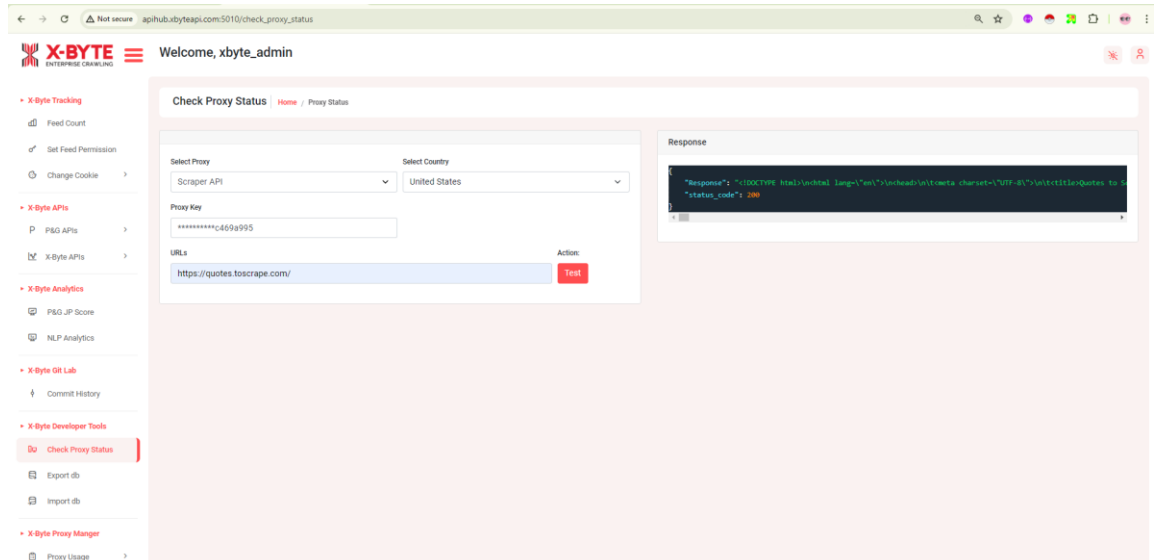 Not secure apihub.xbyteapi.com:5010/check_proxy_status
X-BYTE
ENTERPRISE CRAWLING
Welcome, xbyte_admin
X-Byte Tracking
Feed Count
Set Feed Permission
Change Cookie
X-Byte APIs
P P&G APIs
X-Byte APIs
X-Byte Analytics
P&G JP Score
NLP Analytics
X-Byte Git Lab
Commit History
X-Byte Developer Tools
Check Proxy Status
Export db
Import db
X-Byte Proxy Manger
Proxy Usage
Check Proxy Status Home / Proxy Status
Select Proxy
Scraper API
Select Country
United States
Proxy Key
**********c469a995
URLs
https://quotes.toscrape.com/
Action:
Test
Response
{
"Response": "<!DOCTYPE html>\n<html lang=\"en\">\n<head>\n\t<meta charset=\"UTF-8\">\n\t<title>Quotes to
"status_code": 200
}